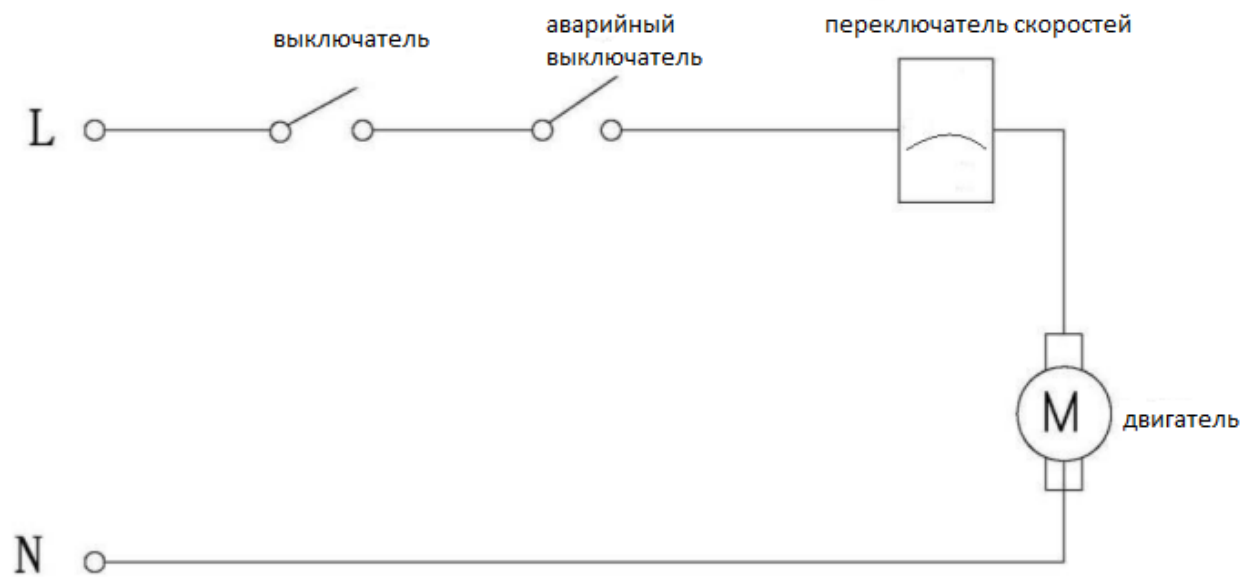 выключатель
аварийный
выключатель
переключатель скоростей
L
M
двигатель
N